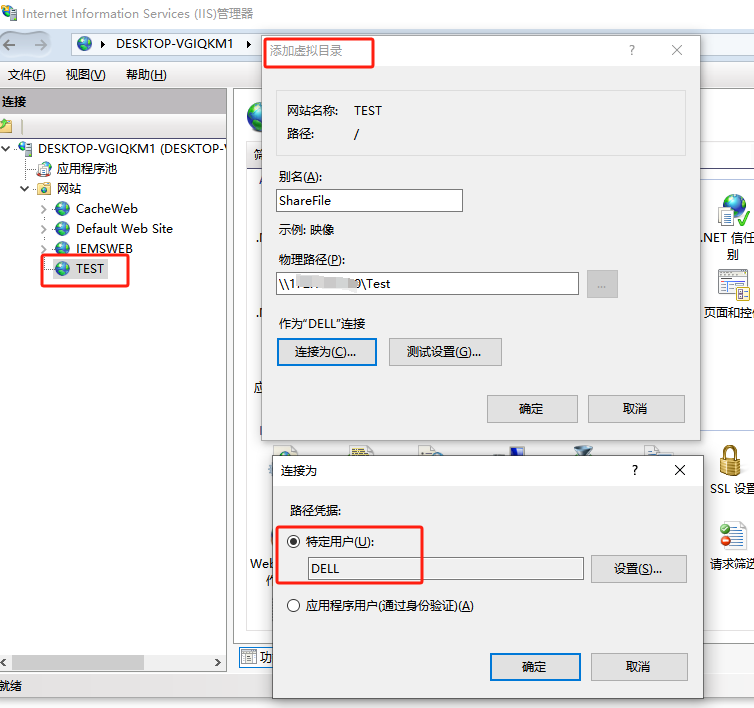 Internet Information Services (IIS)管理器
DESKTOP-VGIQKM1
文件(F) 视图(V) 帮助(H)
连接
DESKTOP-VGIQKM1 (DESKTOP-
应用程序池
网站
CacheWeb
Default Web Site
IEMSWEB
TEST
添加虚拟目录
网站名称: TEST
路径: /
别名(A):
ShareFile
示例: 映像
物理路径(P):
\Test
...
作为“DELL”连接
连接为(C)...
测试设置(G)...
确定
取消
.NET 信任
别
页面和控
SSL 设置
请求筛选
连接为
路径凭据:
特定用户(U):
DELL
设置(S)...
应用程序用户(通过身份验证)(A)
确定
取消
就绪